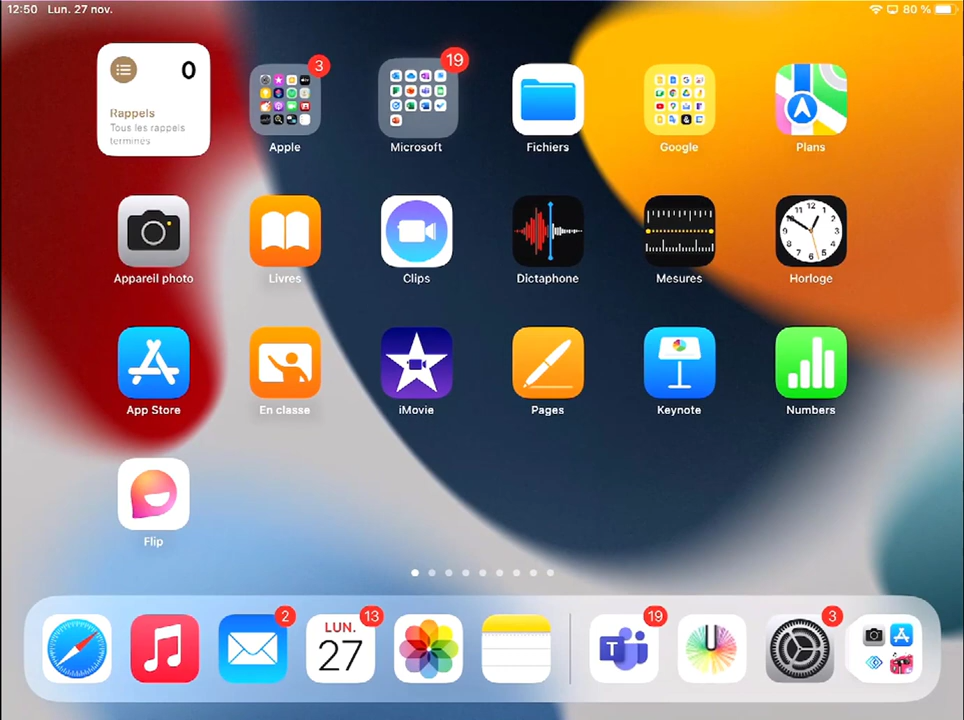 12:50 Lun. 27 nov.
80 %
0
Rappels
Tous les rappels
terminés
3
Apple
19
Microsoft
Fichiers
Google
Plans
Appareil photo
Livres
Clips
Dictaphone
Mesures
Horloge
App Store
En classe
iMovie
Pages
Keynote
Numbers
Flip
2
13
LUN.
27
19
T
U
3